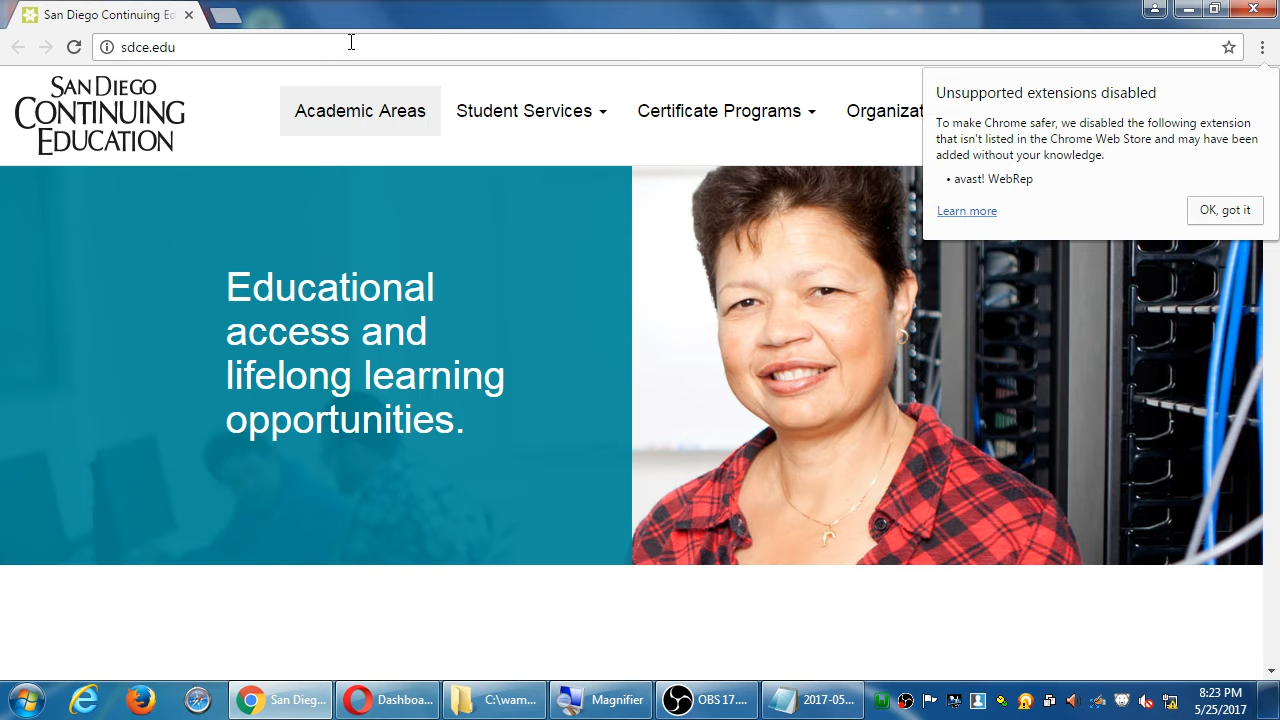 San Diego Continuing Ed
sdce.edu
SAN DIEGO
CONTINUING
EDUCATION
Academic Areas
Student Services
Certificate Programs
Organizat
Unsupported extensions disabled
To make Chrome safer, we disabled the following extension
that isn't listed in the Chrome Web Store and may have been
added without your knowledge.
• avast! WebRep
Learn more
OK, got it
Educational
access and
lifelong learning
opportunities.
San Dieg...
Dashboa...
C:\wam...
Magnifier
OBS 17....
2017-05...
8:23 PM
5/25/2017